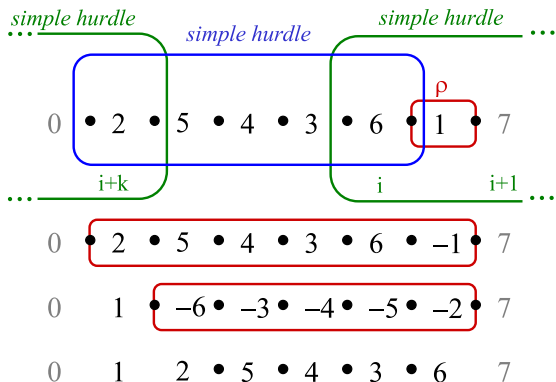 simple hurdle simple hurdle simple hurdle
... ...
ρ
0 • 2 • 5 • 4 • 3 • 6 • 1 • 7
i+k i i+1
... ...
0 • 2 • 5 • 4 • 3 • 6 • −1 • 7
0 1 • −6 • −3 • −4 • −5 • −2 • 7
0 1 2 • 5 • 4 • 3 • 6 7